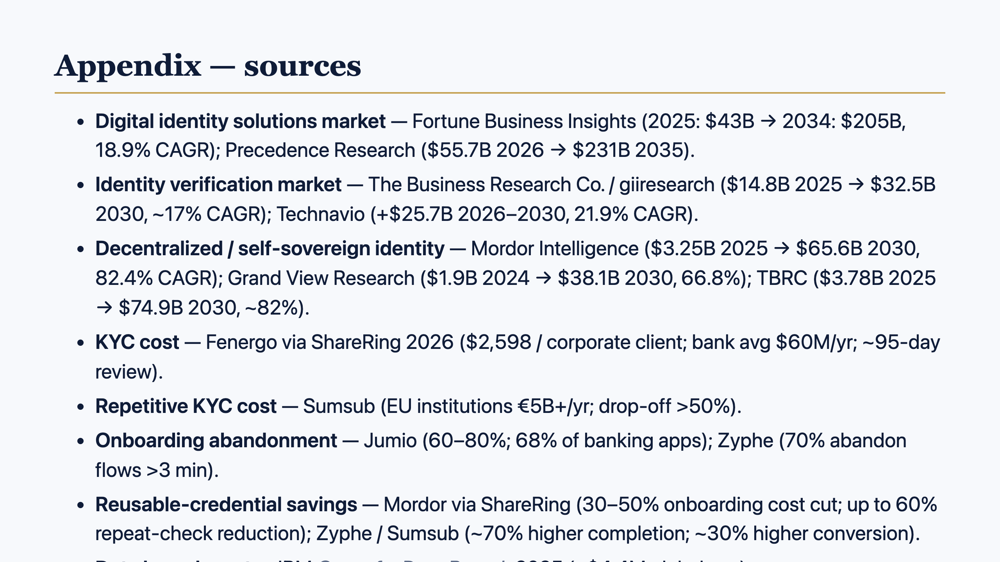 Appendix — sources
• Digital identity solutions market — Fortune Business Insights (2025: $43B → 2034: $205B,
18.9% CAGR); Precedence Research ($55.7B 2026 → $231B 2035).
• Identity verification market — The Business Research Co. / giiresearch ($14.8B 2025 → $32.5B
2030, ~17% CAGR); Technavio (+$25.7B 2026–2030, 21.9% CAGR).
• Decentralized / self-sovereign identity — Mordor Intelligence ($3.25B 2025 → $65.6B 2030,
82.4% CAGR); Grand View Research ($1.9B 2024 → $38.1B 2030, 66.8%); TBRC ($3.78B 2025
→ $74.9B 2030, ~82%).
• KYC cost — Fenergo via ShareRing 2026 ($2,598 / corporate client; bank avg $60M/yr; ~95-day
review).
• Repetitive KYC cost — Sumsub (EU institutions €5B+/yr; drop-off >50%).
• Onboarding abandonment — Jumio (60–80%; 68% of banking apps); Zyphe (70% abandon
flows >3 min).
• Reusable-credential savings — Mordor via ShareRing (30–50% onboarding cost cut; up to 60%
repeat-check reduction); Zyphe / Sumsub (~70% higher completion; ~30% higher conversion).